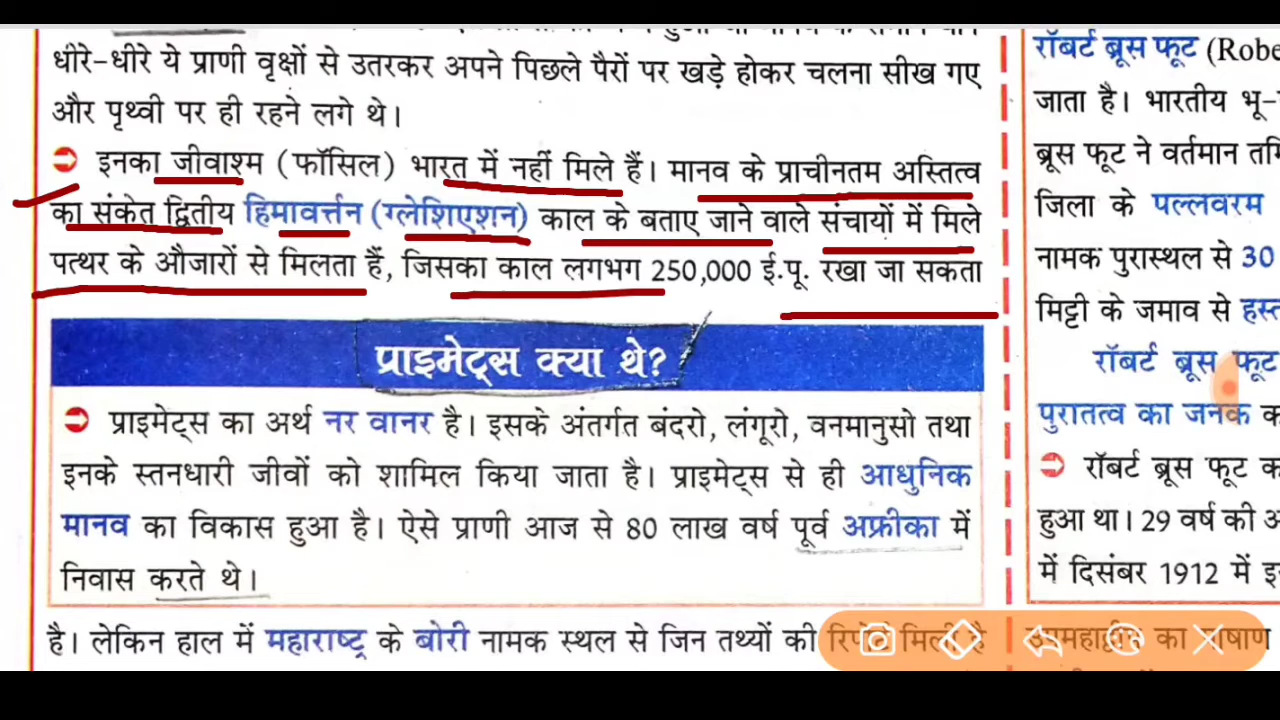 धीरे-धीरे ये प्राणी वृक्षों से उतरकर अपने पिछले पैरों पर खड़े होकर चलना सीख गए
और पृथ्वी पर ही रहने लगे थे।
इनका जीवाश्म (फॉसिल) भारत में नहीं मिले हैं। मानव के प्राचीनतम अस्तित्व
का संकेत द्वितीय हिमावर्त्तन (ग्लेशिएशन) काल के बताए जाने वाले संचायों में मिले
पत्थर के औजारों से मिलता हैं, जिसका काल लगभग 250,000 ई.पू. रखा जा सकता
प्राइमेट्स क्या थे?
प्राइमेट्स का अर्थ नर वानर है। इसके अंतर्गत बंदरो, लंगूरो, वनमानुसो तथा
इनके स्तनधारी जीवों को शामिल किया जाता है। प्राइमेट्स से ही आधुनिक
मानव का विकास हुआ है। ऐसे प्राणी आज से 80 लाख वर्ष पूर्व अफ्रीका में
निवास करते थे।
है। लेकिन हाल में महाराष्ट्र के बोरी नामक स्थल से जिन तथ्यों की रिपोर्ट मिली है
रॉबर्ट ब्रूस फूट (Robe
जाता है। भारतीय भू-
ब्रूस फूट ने वर्तमान
जिला के पल्लवरम
नामक पुरास्थल से 30
मिट्टी के जमाव से
रॉबर्ट ब्रूस फूट
पुरातत्व का जनक
रॉबर्ट ब्रूस फूट
हुआ था। 29 वर्ष की
में दिसंबर 1912 में
का पाषाण